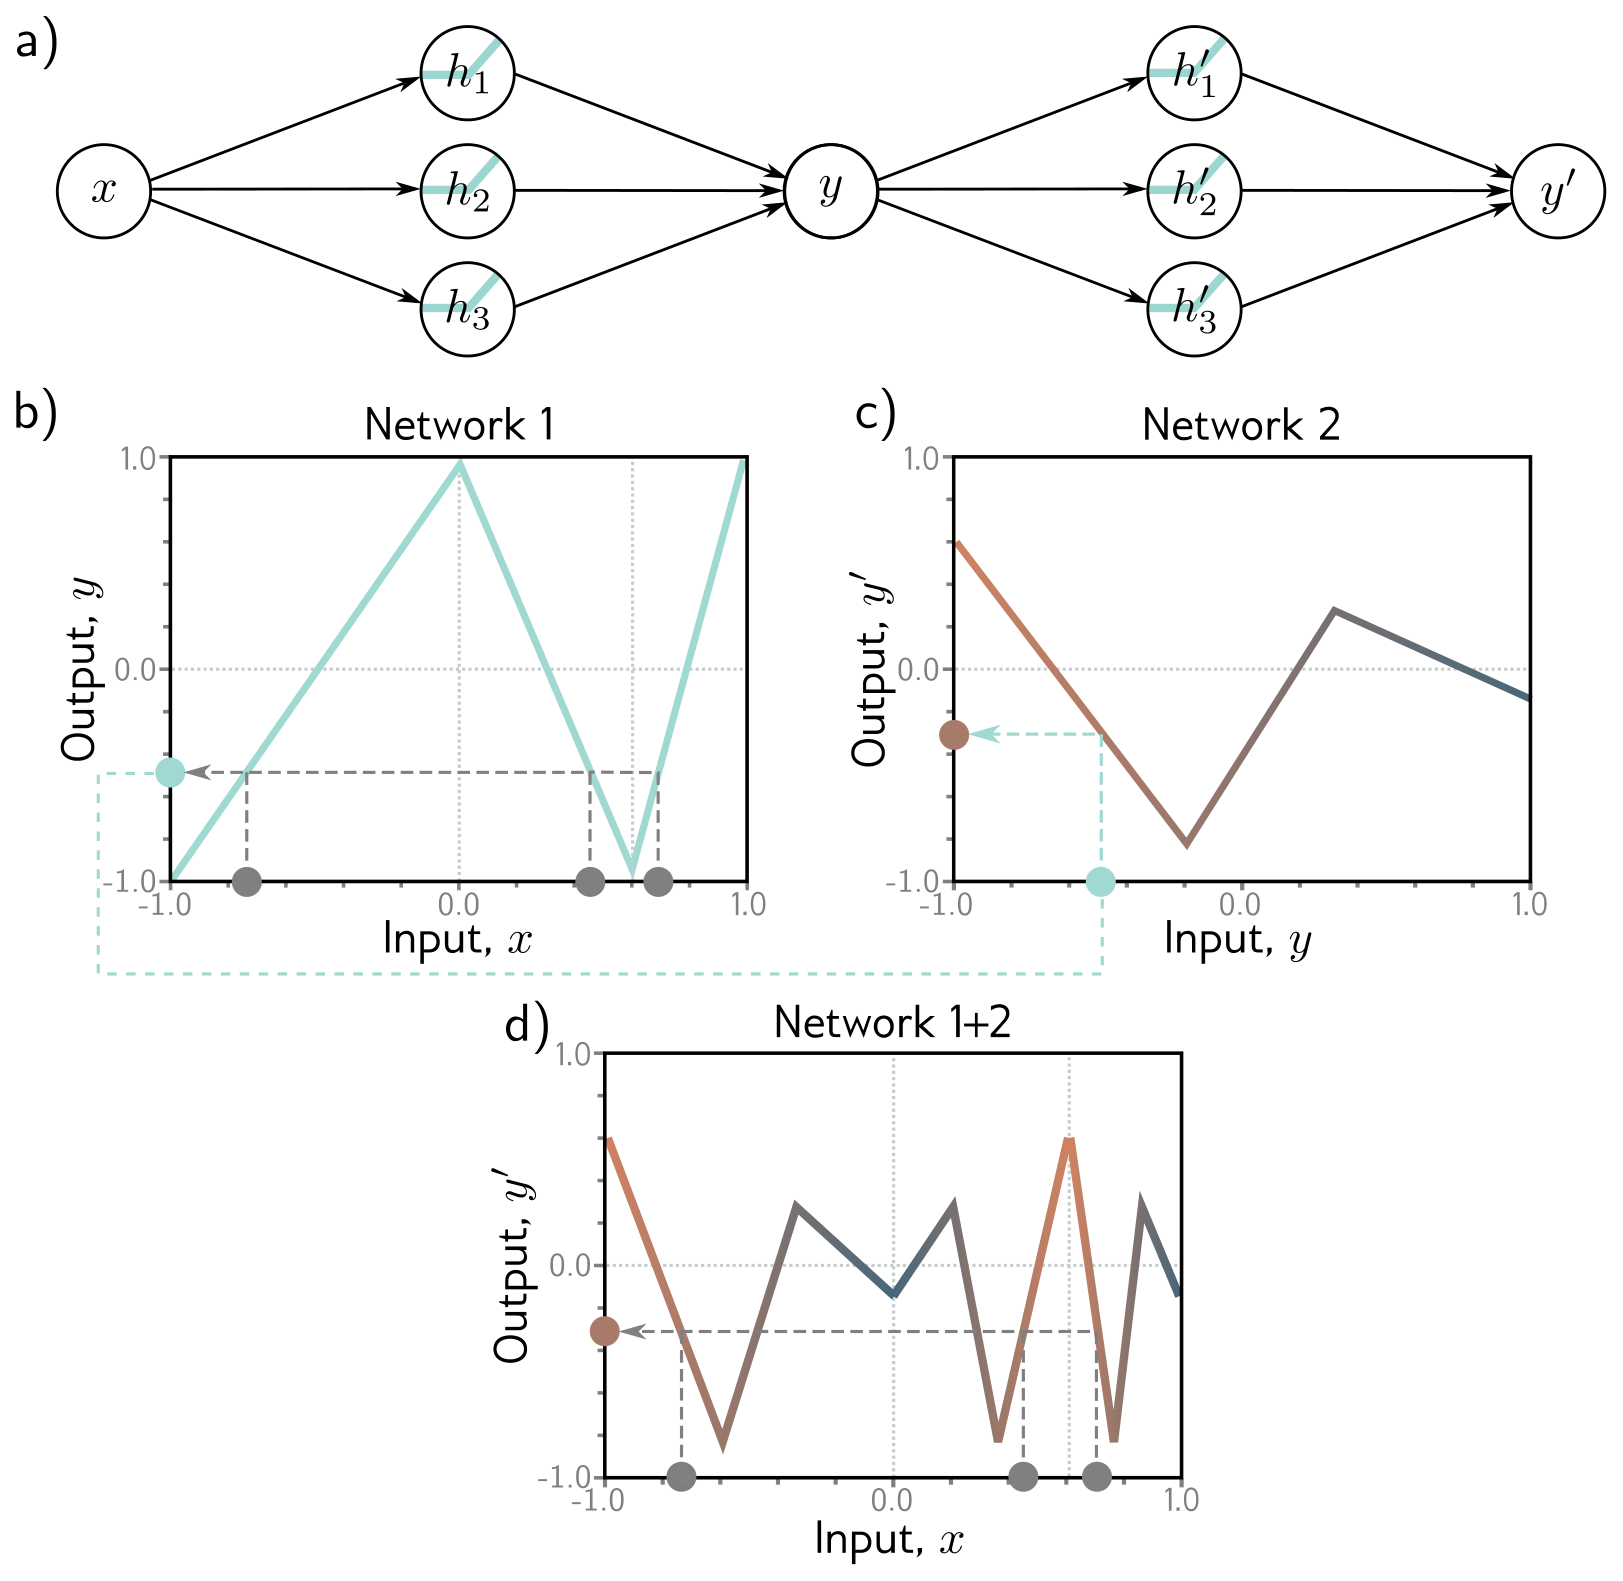 a)
x
h₁
h₂
h₃
y
h′₁
h′₂
h′₃
y′
b)
Network 1
1.0
0.0
-1.0
Output, y
-1.0 0.0 1.0
Input, x
c)
Network 2
1.0
0.0
-1.0
Output, y′
-1.0 0.0 1.0
Input, y
d)
Network 1+2
1.0
0.0
-1.0
Output, y′
-1.0 0.0 1.0
Input, x